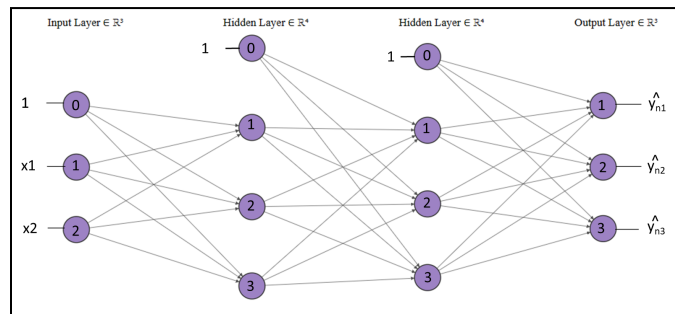 Input Layer ∈ ℝ³ Hidden Layer ∈ ℝ⁴ Hidden Layer ∈ ℝ⁴ Output Layer ∈ ℝ³
1 0
1 0
1 0
x1 1
x2 2
1
2
3
1
2
3
1 ŷn1
2 ŷn2
3 ŷn3